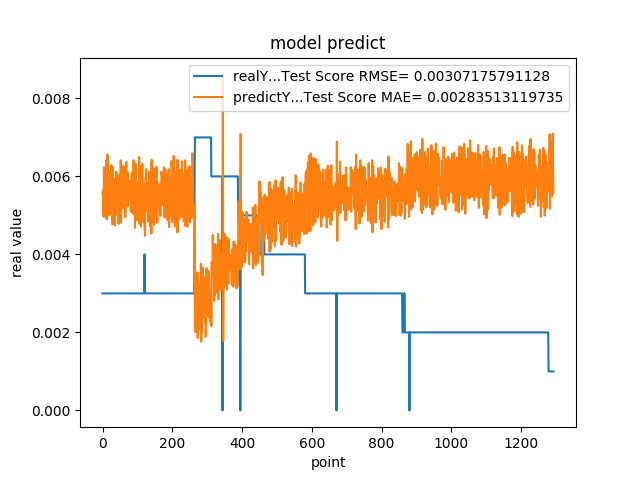 model predict
realY...Test Score RMSE= 0.00307175791128
predictY...Test Score MAE= 0.00283513119735
0.008
0.006
0.004
0.002
0.000
real value
0 200 400 600 800 1000 1200
point